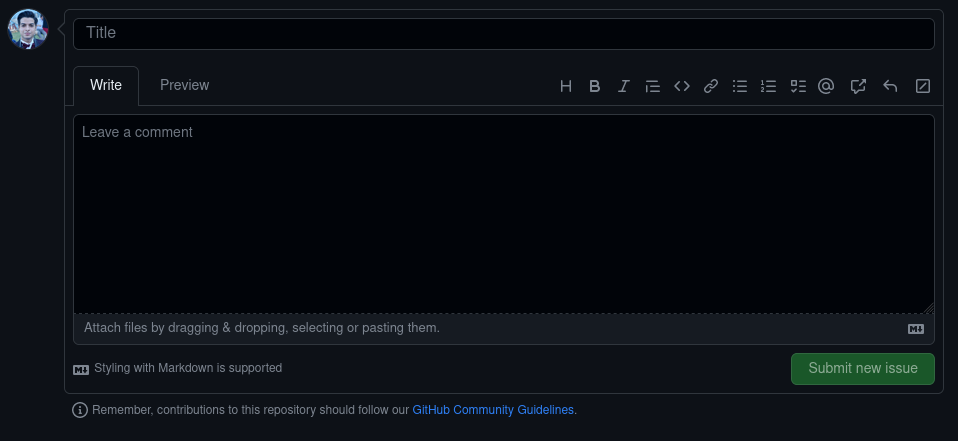 Title
Write Preview H B I <> @
Leave a comment
Attach files by dragging & dropping, selecting or pasting them. M
Styling with Markdown is supported Submit new issue
Remember, contributions to this repository should follow our GitHub Community Guidelines.